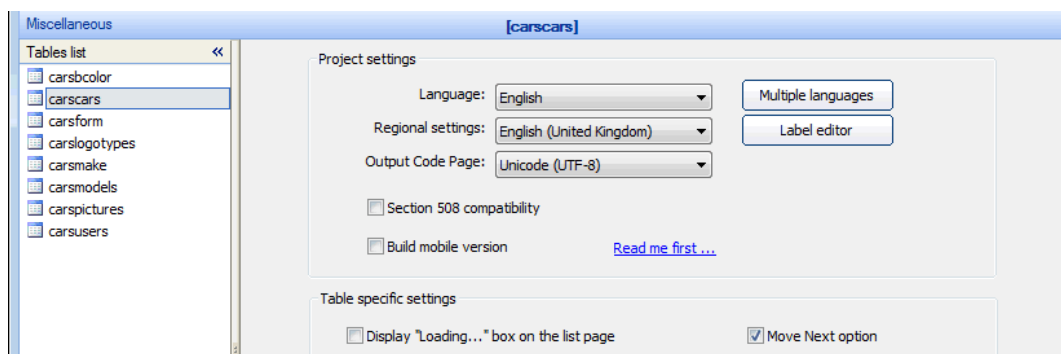 Miscellaneous
[carscars]
Tables list «
carsbcolor
carscars
carsform
carslogotypes
carsmake
carsmodels
carspictures
carsusers
Project settings
Language: English Multiple languages
Regional settings: English (United Kingdom) Label editor
Output Code Page: Unicode (UTF-8)
Section 508 compatibility
Build mobile version Read me first ...
Table specific settings
Display "Loading..." box on the list page Move Next option